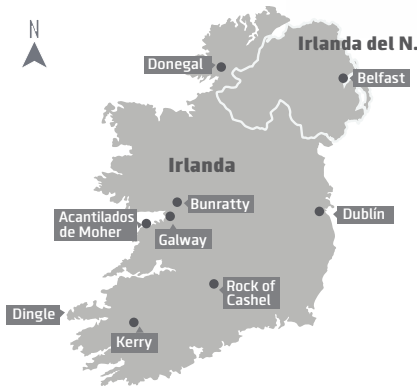 N
Irlanda del N.
Donegal
Belfast
Irlanda
Bunratty
Acantilados
de Moher
Dublín
Galway
Rock of
Cashel
Dingle
Kerry